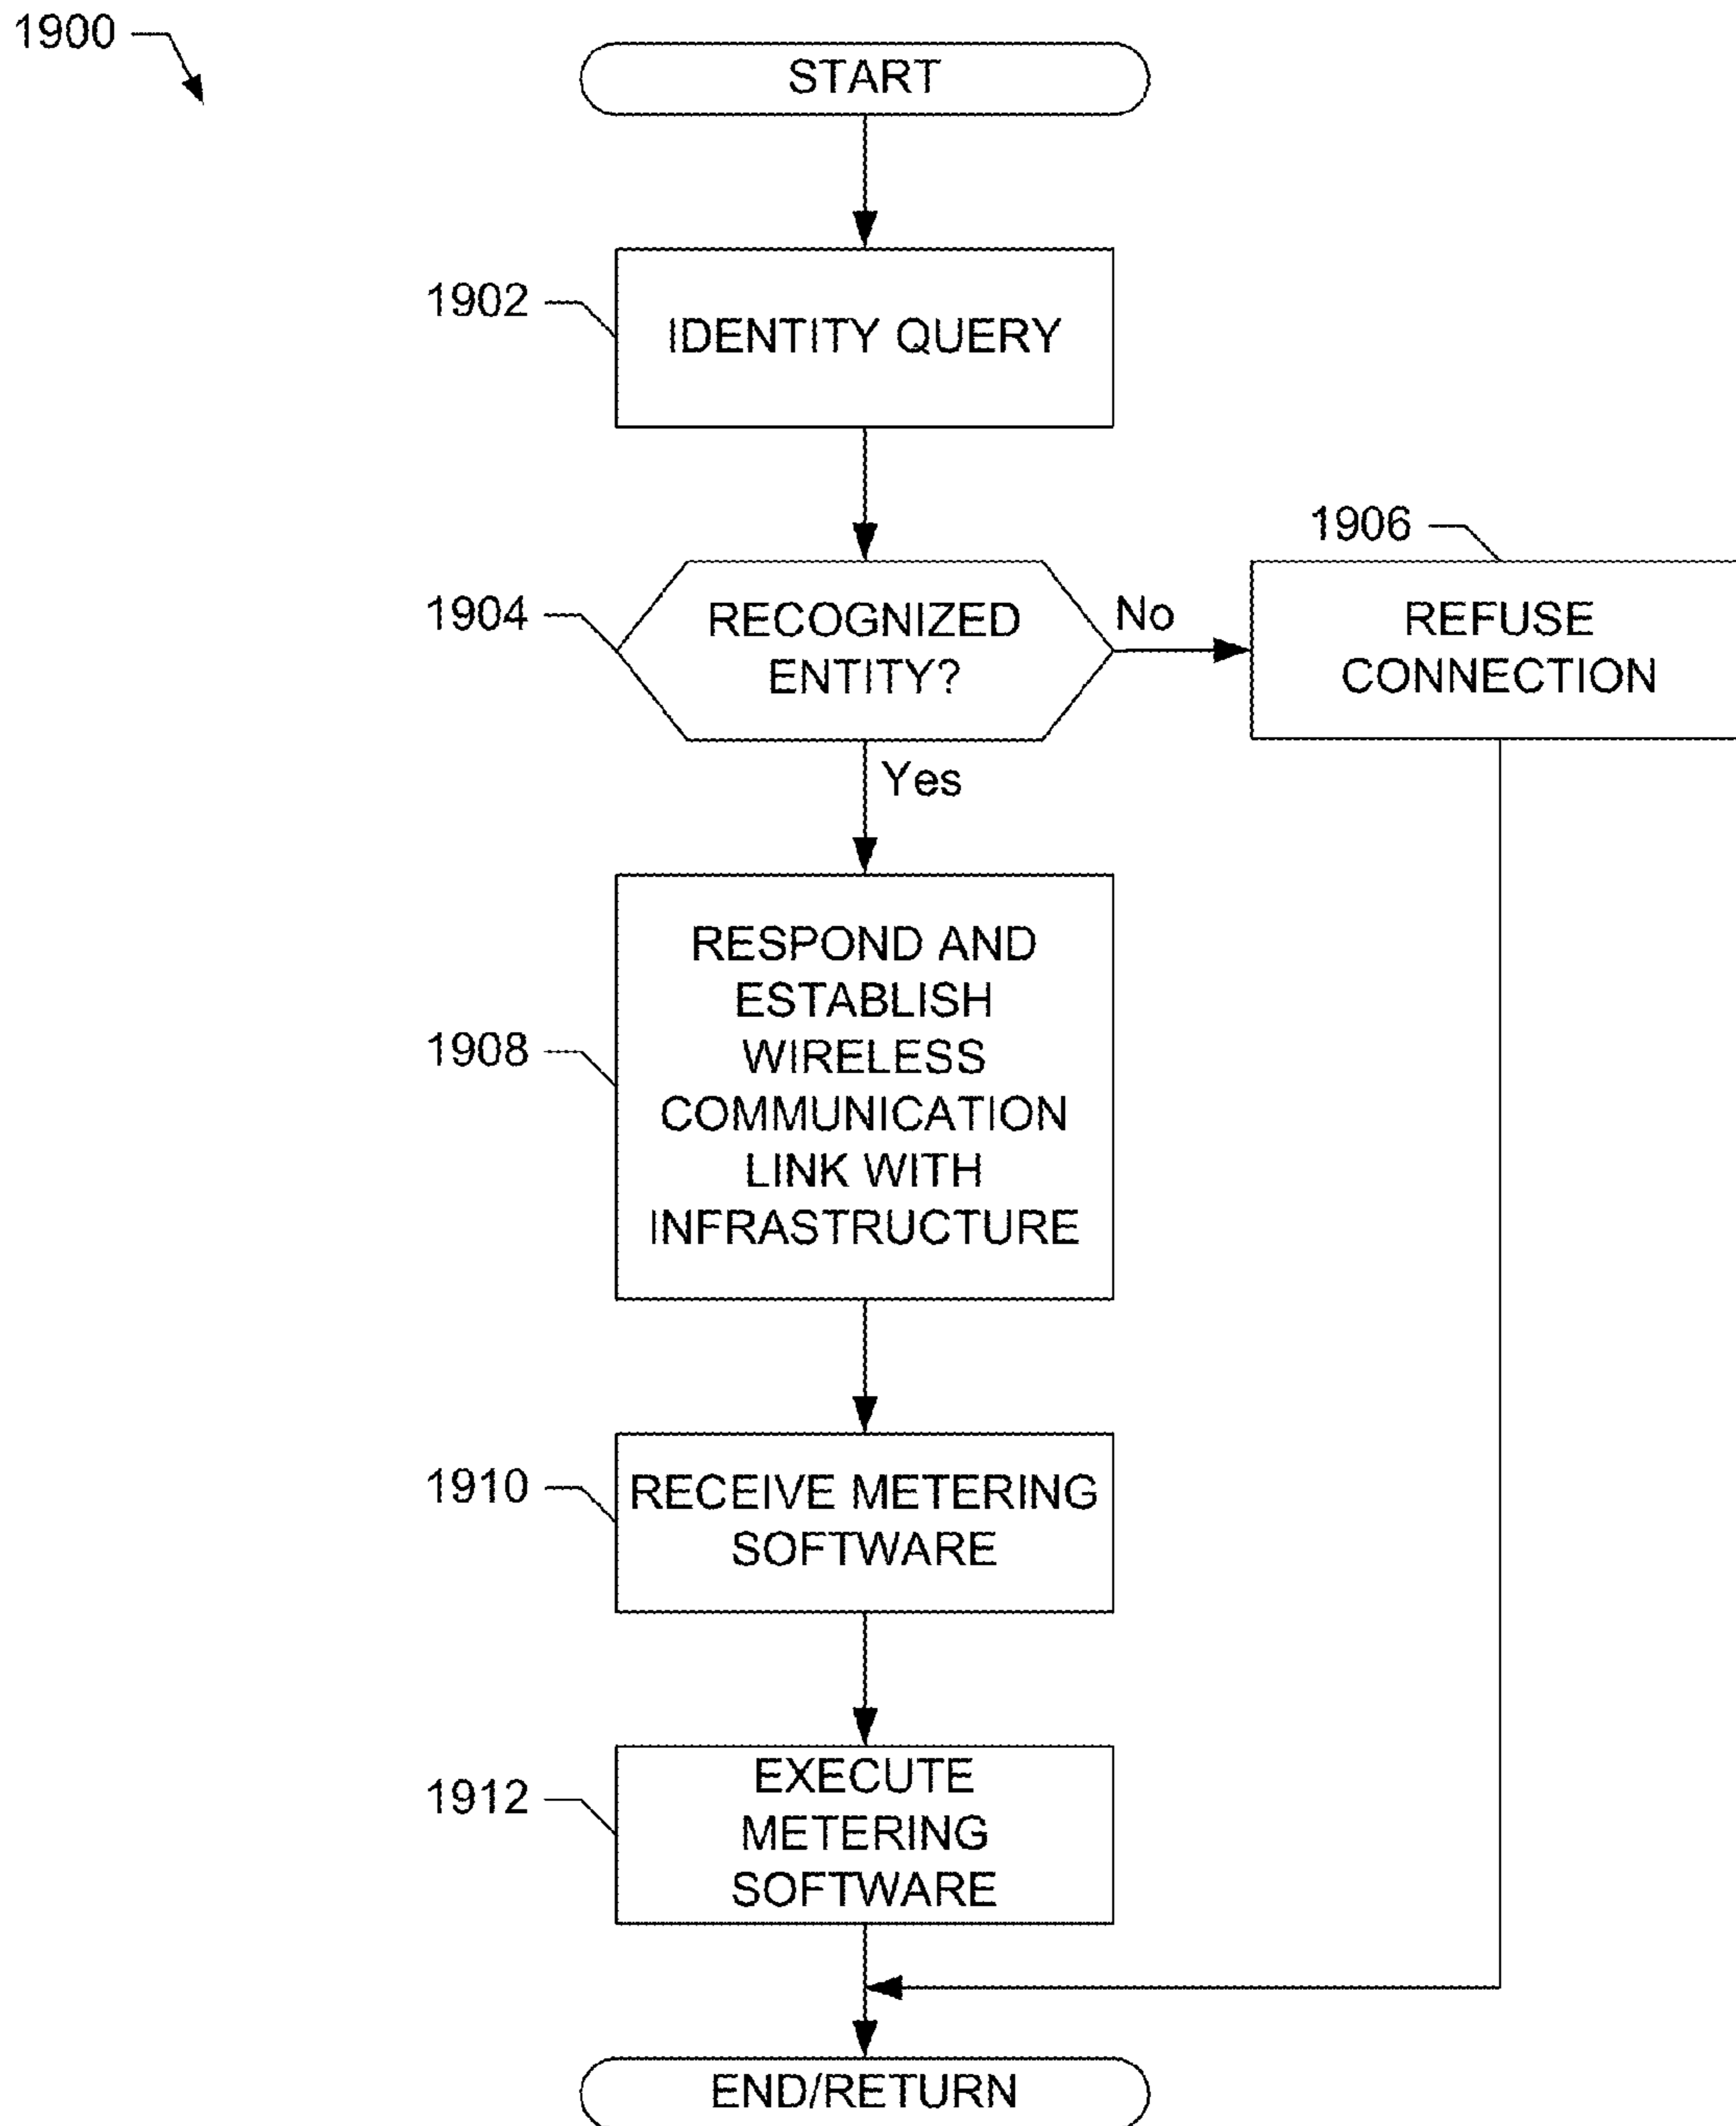 1900
START
1902
IDENTITY QUERY
1904
RECOGNIZED
ENTITY?
No
1906
REFUSE
CONNECTION
Yes
1908
RESPOND AND
ESTABLISH
WIRELESS
COMMUNICATION
LINK WITH
INFRASTRUCTURE
1910
RECEIVE METERING
SOFTWARE
1912
EXECUTE
METERING
SOFTWARE
END/RETURN